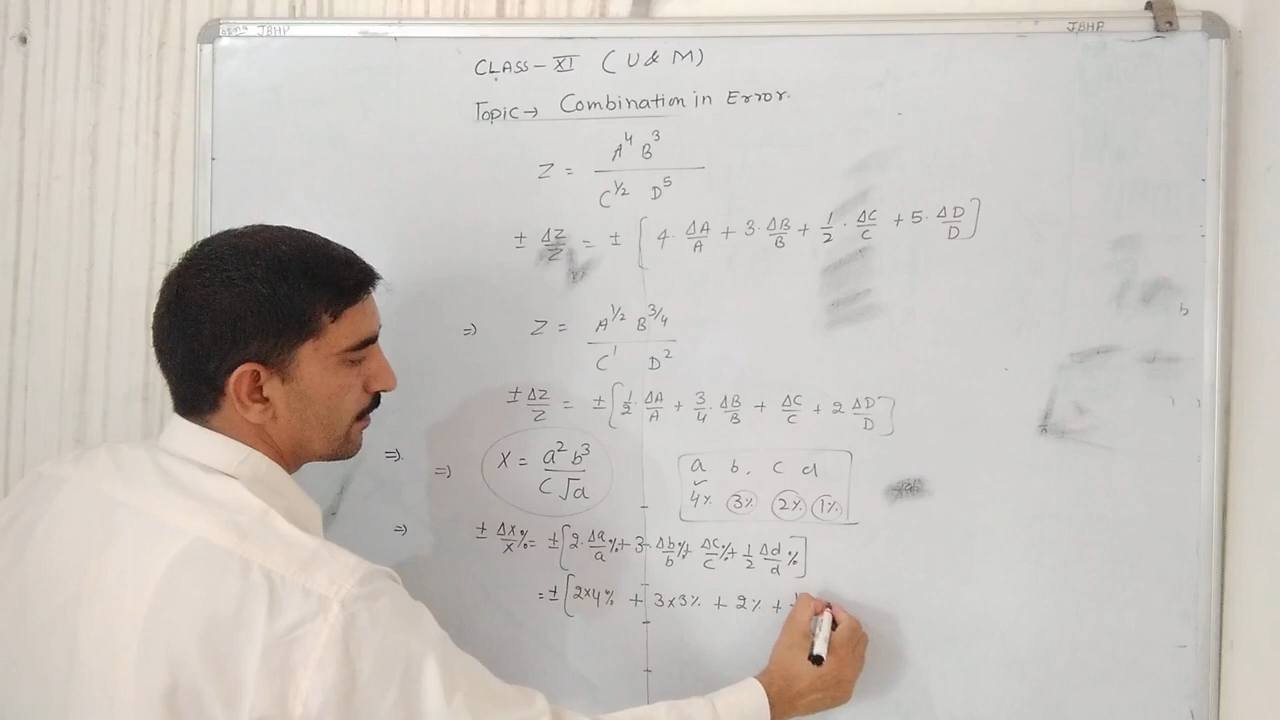 JBHP JBHP
CLASS – XI ( U & M )
Topic → Combination in Error.
Z = A⁴ B³ / C^1/2 D⁵
± ΔZ/Z = ± [ 4· ΔA/A + 3· ΔB/B + 1/2 · ΔC/C + 5· ΔD/D ]
⇒ Z = A^1/2 B^3/4 / C¹ D²
± ΔZ/Z = ± [ 1/2 · ΔA/A + 3/4 · ΔB/B + ΔC/C + 2 ΔD/D ]
⇒ ⇒ X = a² b³ / C √d
a b, c d
4% 3% 2% 1%
⇒ ± Δx/x % = ± [ 2· Δa/a % + 3· Δb/b % + ΔC/C % + 1/2 Δd/d % ]
= ± [ 2×4% + 3×3% + 2% +
b